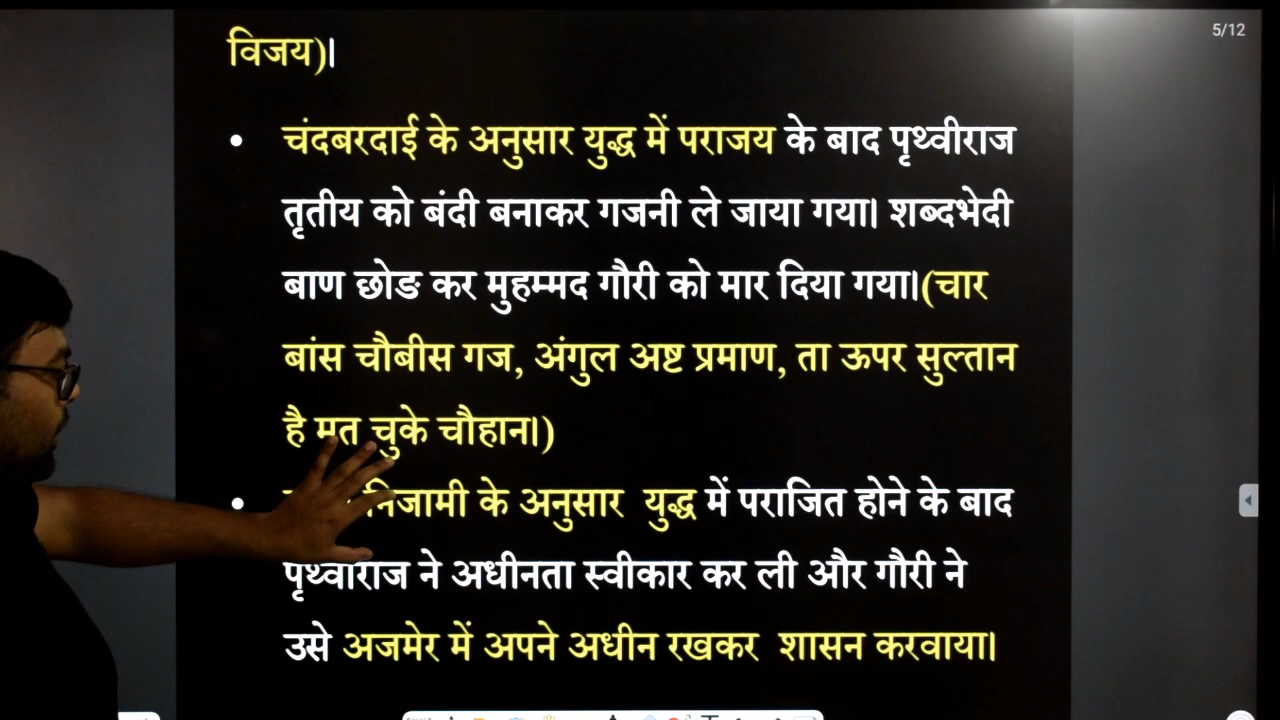 5/12
विजय)।
• चंदबरदाई के अनुसार युद्ध में पराजय के बाद पृथ्वीराज
तृतीय को बंदी बनाकर गजनी ले जाया गया। शब्दभेदी
बाण छोङ कर मुहम्मद गौरी को मार दिया गया।(चार
बांस चौबीस गज, अंगुल अष्ट प्रमाण, ता ऊपर सुल्तान
है मत चुके चौहान।)
• निजामी के अनुसार युद्ध में पराजित होने के बाद
पृथ्वीराज ने अधीनता स्वीकार कर ली और गौरी ने
उसे अजमेर में अपने अधीन रखकर शासन करवाया।